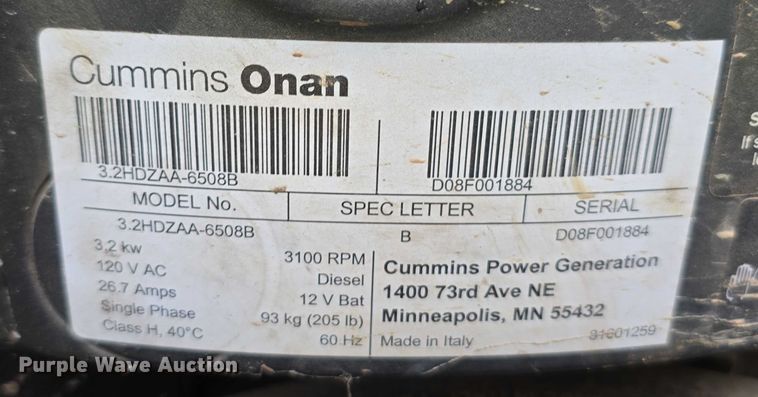 Cummins Onan
3.2HDZAA-6508B
D08F001884
MODEL No.
SPEC LETTER
SERIAL
3.2HDZAA-6508B
B
D08F001884
3.2 kw
3100 RPM
120 V AC
Diesel
26.7 Amps
12 V Bat
Single Phase
93 kg (205 lb)
Class H, 40°C
60 Hz
Cummins Power Generation
1400 73rd Ave NE
Minneapolis, MN 55432
Made in Italy
31601259
Purple Wave Auction